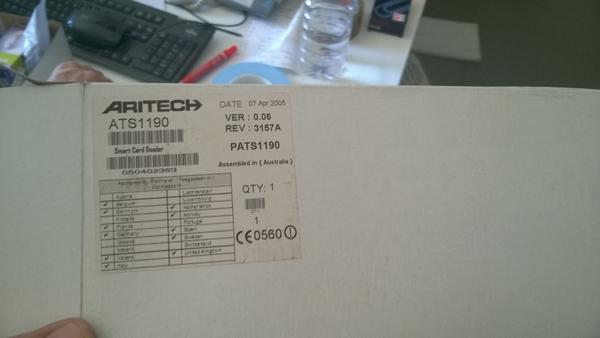 ARITECH
DATE 07 Apr 2005
ATS1190
VER : 0.06
REV : 3157A
Smart Card Reader
PATS1190
050402363
Assembled in ( Australia )
QTY: 1
Austria
Liechtenstein
✓ Belgium
Luxembourg
✓ Denmark
✓ Netherlands
Finland
✓ Norway
✓ France
Portugal
✓ Germany
✓ Spain
Greece
✓ Sweden
Iceland
Switzerland
✓ Ireland
✓ United Kingdom
✓ Italy
QTY
1
CE0560